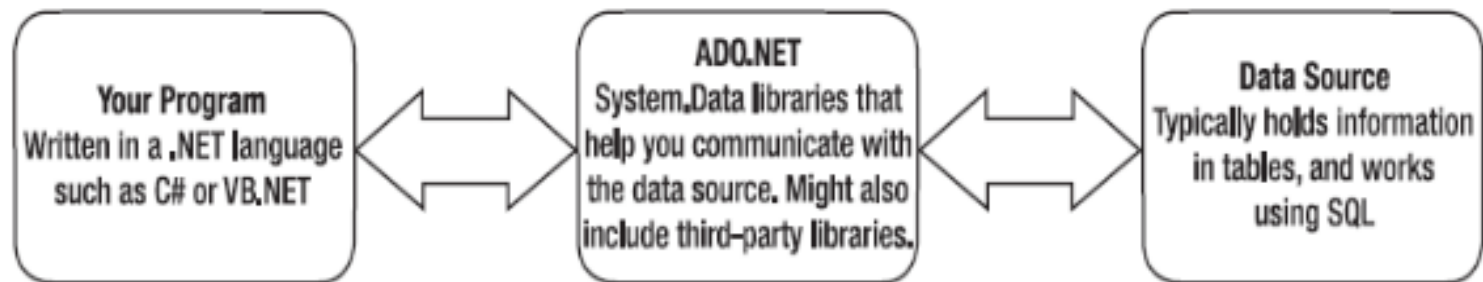 Your Program
Written in a .NET language
such as C# or VB.NET
ADO.NET
System.Data libraries that
help you communicate with
the data source. Might also
include third-party libraries.
Data Source
Typically holds information
in tables, and works
using SQL